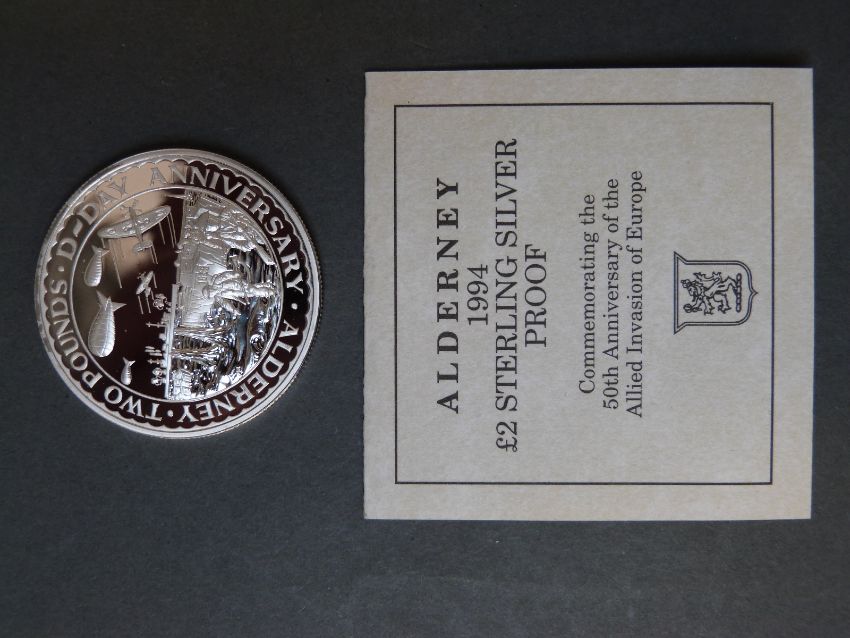 D-DAY ANNIVERSARY · ALDERNEY · TWO POUNDS ·
ALDERNEY
1994
£2 STERLING SILVER
PROOF
Commemorating the
50th Anniversary of the
Allied Invasion of Europe